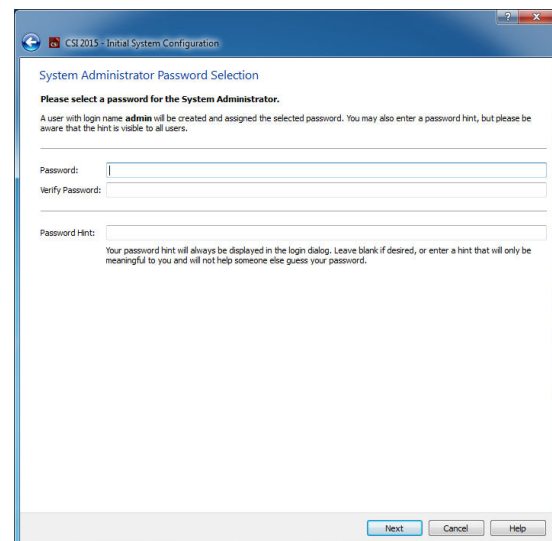 CSI 2015 - Initial System Configuration
System Administrator Password Selection
Please select a password for the System Administrator.
A user with login name admin will be created and assigned the selected password. You may also enter a password hint, but please be
aware that the hint is visible to all users.
Password:
Verify Password:
Password Hint:
Your password hint will always be displayed in the login dialog. Leave blank if desired, or enter a hint that will only be
meaningful to you and will not help someone else guess your password.
Next Cancel Help